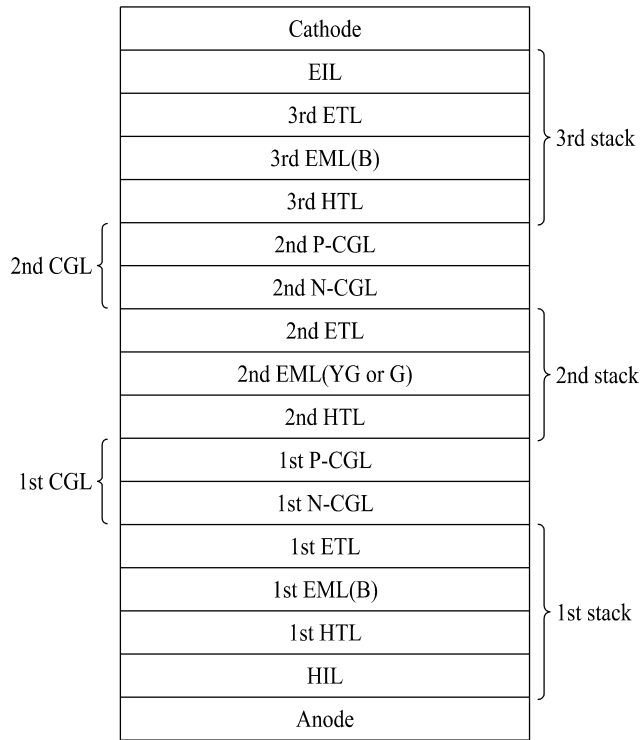 Cathode
EIL
3rd ETL
3rd EML(B)
3rd HTL
3rd stack
2nd P-CGL
2nd N-CGL
2nd CGL
2nd ETL
2nd EML(YG or G)
2nd HTL
2nd stack
1st P-CGL
1st N-CGL
1st CGL
1st ETL
1st EML(B)
1st HTL
HIL
1st stack
Anode